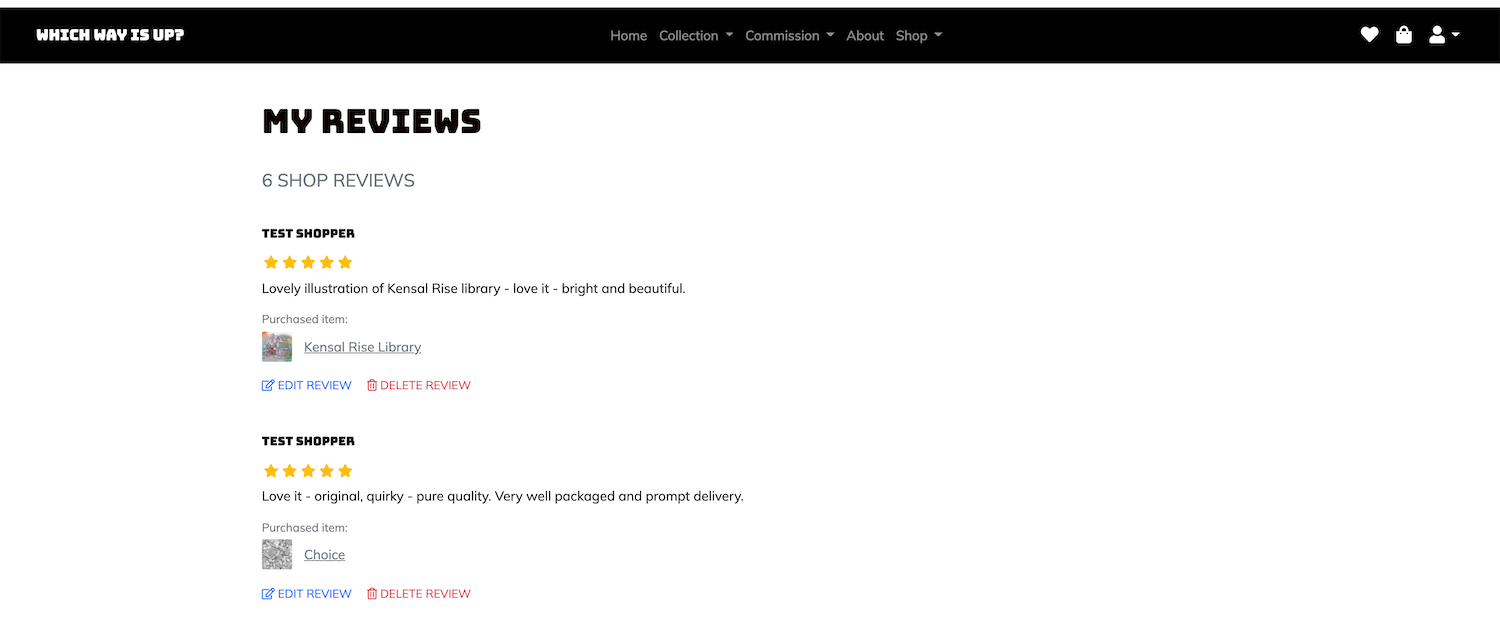 WHICH WAY IS UP?
Home Collection Commission About Shop
MY REVIEWS
6 SHOP REVIEWS
TEST SHOPPER
Lovely illustration of Kensal Rise library - love it - bright and beautiful.
Purchased item:
Kensal Rise Library
EDIT REVIEW DELETE REVIEW
TEST SHOPPER
Love it - original, quirky - pure quality. Very well packaged and prompt delivery.
Purchased item:
Choice
EDIT REVIEW DELETE REVIEW